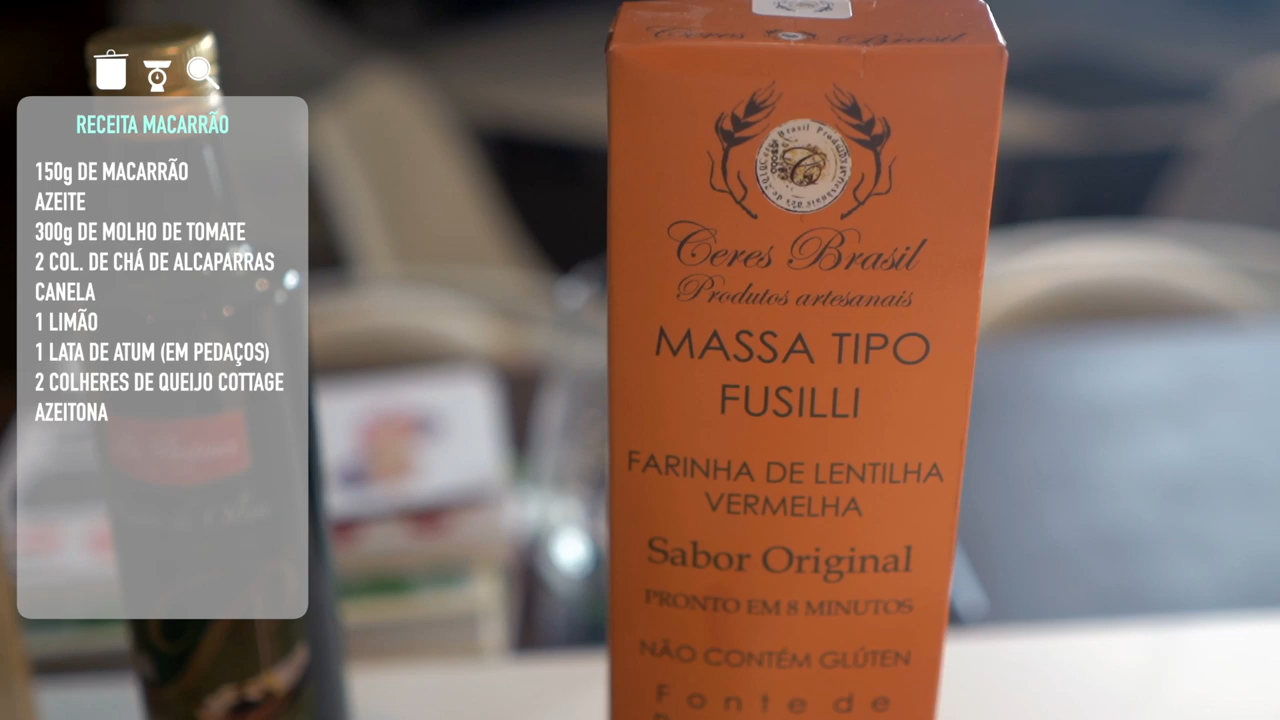 RECEITA MACARRÃO
150g DE MACARRÃO
AZEITE
300g DE MOLHO DE TOMATE
2 COL. DE CHÁ DE ALCAPARRAS
CANELA
1 LIMÃO
1 LATA DE ATUM (EM PEDAÇOS)
2 COLHERES DE QUEIJO COTTAGE
AZEITONA
Ceres Brasil
Ceres Brasil
Produtos artesanais
MASSA TIPO
FUSILLI
FARINHA DE LENTILHA
VERMELHA
Sabor Original
PRONTO EM 8 MINUTOS
NÃO CONTÉM GLÚTEN
Fonte de